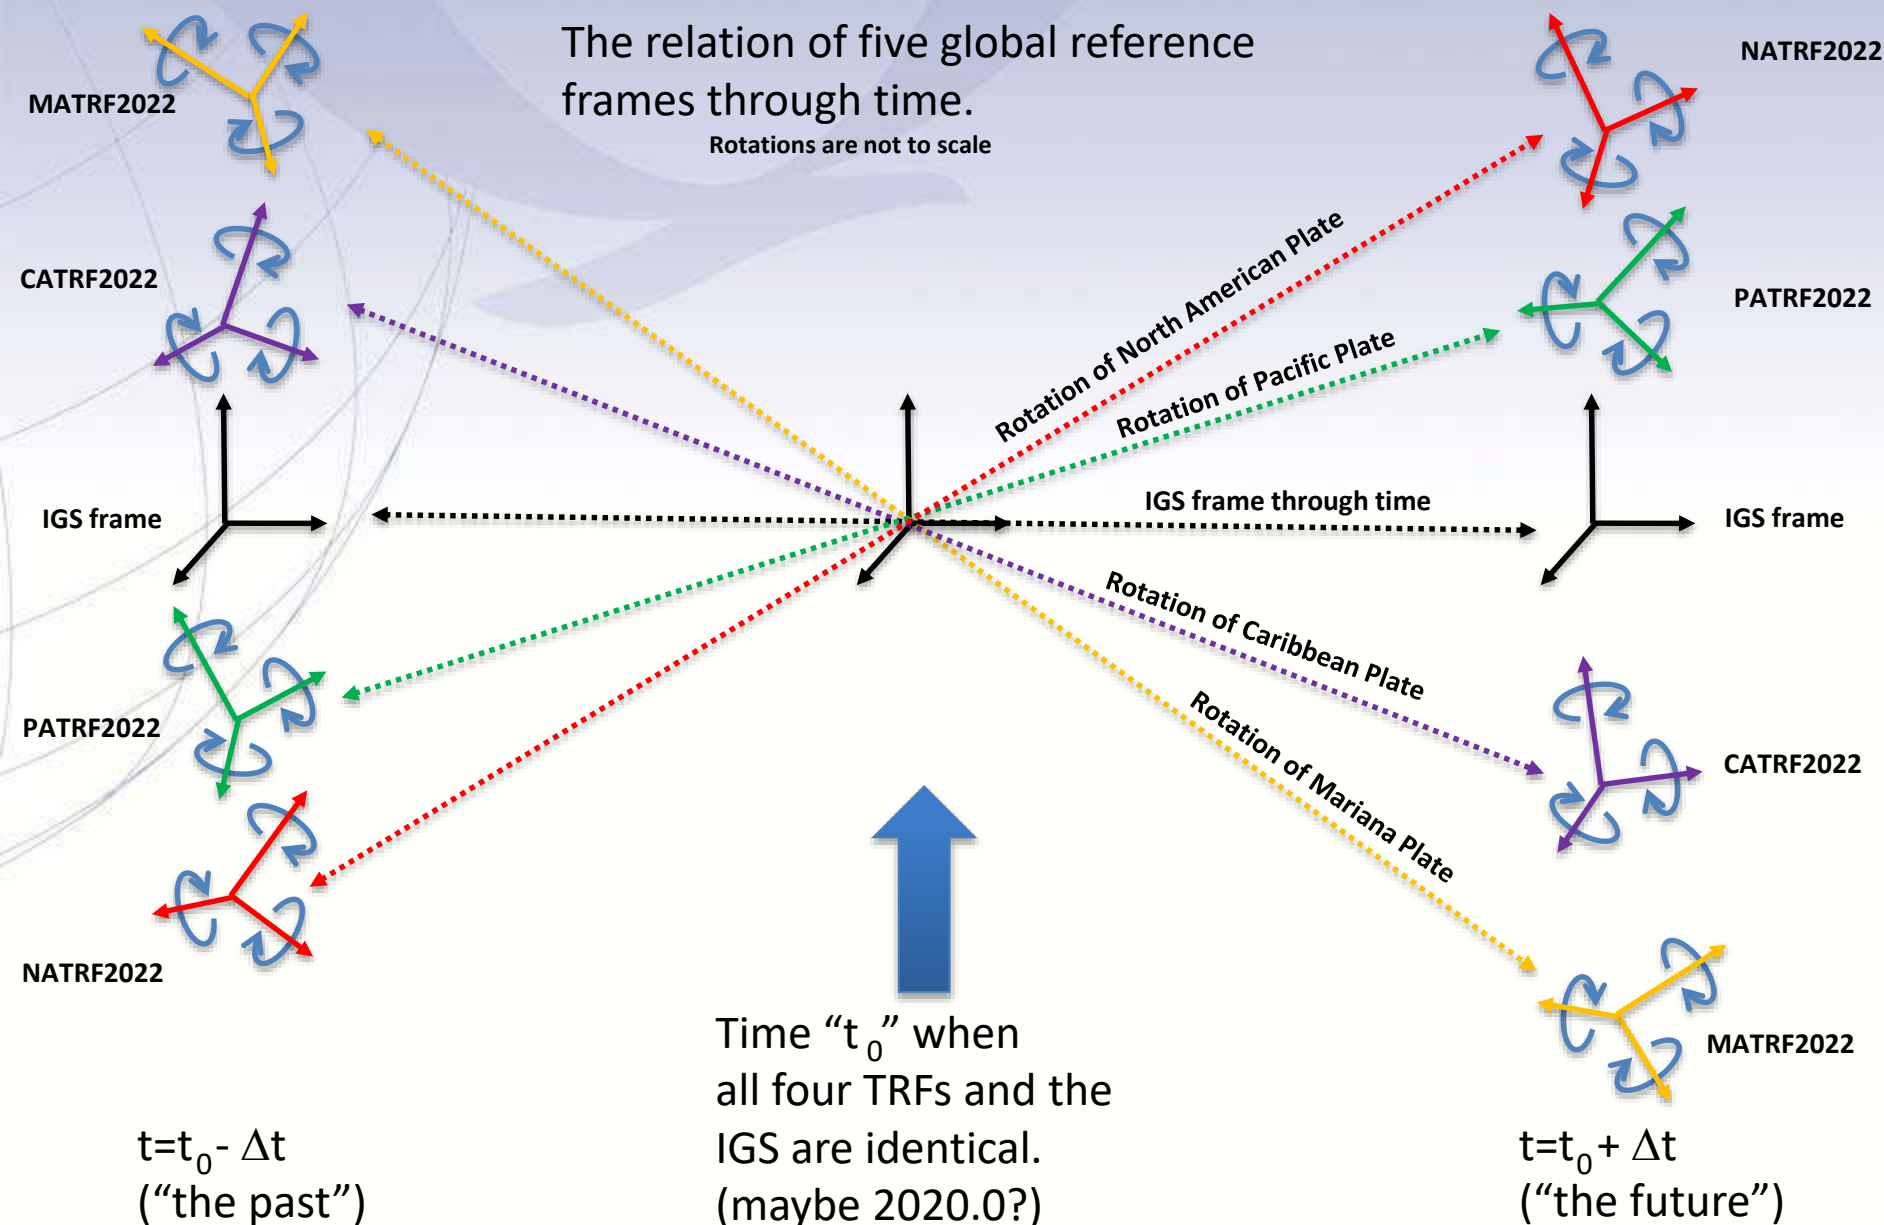 The relation of five global reference
frames through time.
Rotations are not to scale
MATRF2022
CATRF2022
IGS frame
PATRF2022
NATRF2022
NATRF2022
PATRF2022
IGS frame
CATRF2022
MATRF2022
Rotation of North American Plate
Rotation of Pacific Plate
IGS frame through time
Rotation of Caribbean Plate
Rotation of Mariana Plate
t=t0- Δt
(“the past”)
Time “t0” when
all four TRFs and the
IGS are identical.
(maybe 2020.0?)
t=t0+ Δt
(“the future”)